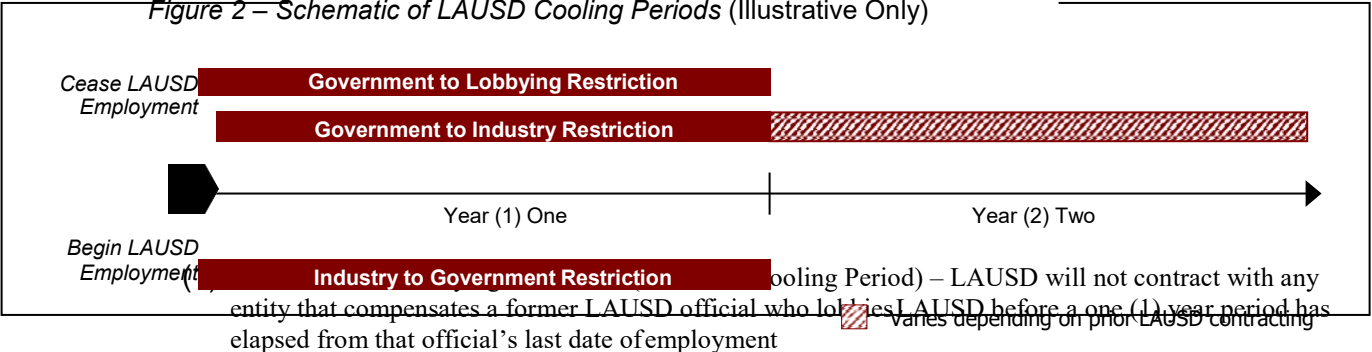 Figure 2 – Schematic of LAUSD Cooling Periods (Illustrative Only)
Cease LAUSD
Employment
Government to Lobbying Restriction
Government to Industry Restriction
Year (1) One
Year (2) Two
Begin LAUSD
Employment
Industry to Government Restriction
ooling Period) – LAUSD will not contract with any
entity that compensates a former LAUSD official who lobbies LAUSD before a one (1) year period has
Varies depending on prior LAUSD contracting
elapsed from that official’s last date ofemployment